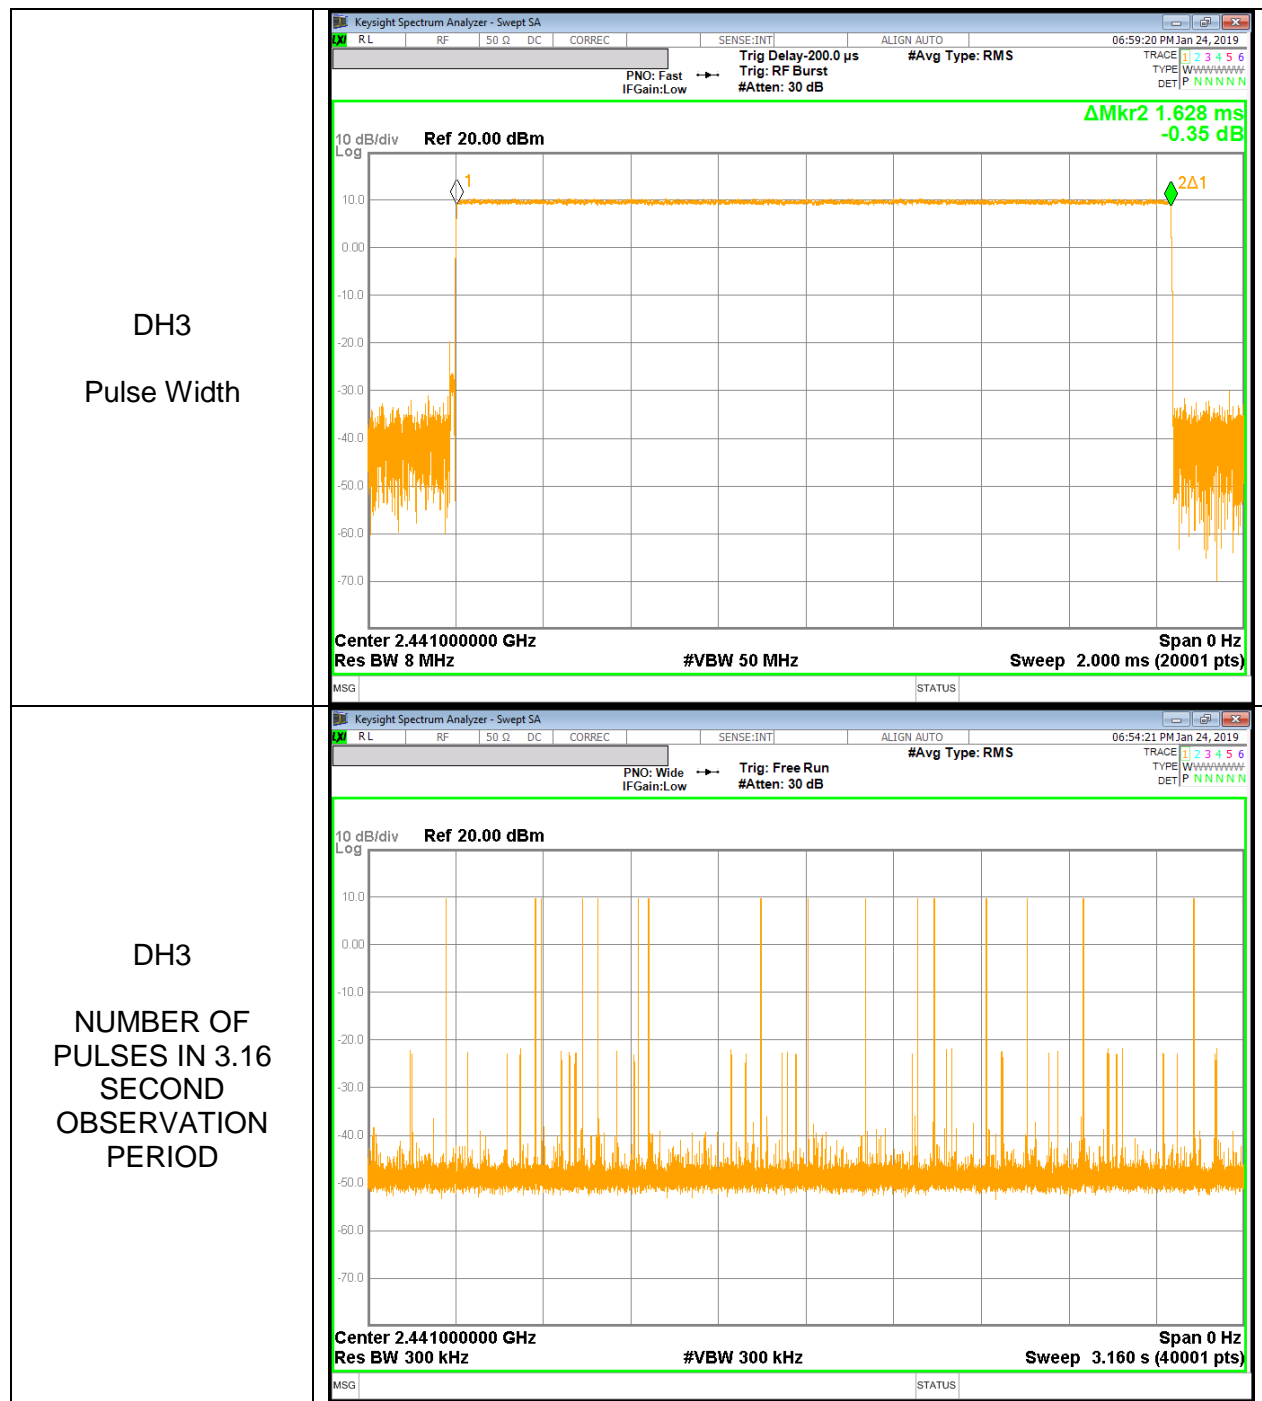 DH3
Pulse Width
Keysight Spectrum Analyzer - Swept SA
LXI RL RF 50 Ω DC CORREC SENSE:INT ALIGN AUTO 06:59:20 PM Jan 24, 2019
Trig Delay-200.0 µs #Avg Type: RMS TRACE 1 2 3 4 5 6
PNO: Fast Trig: RF Burst TYPE WWWWWW
IFGain:Low #Atten: 30 dB DET P N N N N N
ΔMkr2 1.628 ms
-0.35 dB
10 dB/div Ref 20.00 dBm
Log
1
2Δ1
10.0
0.00
-10.0
-20.0
-30.0
-40.0
-50.0
-60.0
-70.0
Center 2.441000000 GHz Span 0 Hz
Res BW 8 MHz #VBW 50 MHz Sweep 2.000 ms (20001 pts)
MSG STATUS
DH3
NUMBER OF
PULSES IN 3.16
SECOND
OBSERVATION
PERIOD
Keysight Spectrum Analyzer - Swept SA
LXI RL RF 50 Ω DC CORREC SENSE:INT ALIGN AUTO 06:54:21 PM Jan 24, 2019
#Avg Type: RMS TRACE 1 2 3 4 5 6
PNO: Wide Trig: Free Run TYPE WWWWWW
IFGain:Low #Atten: 30 dB DET P N N N N N
10 dB/div Ref 20.00 dBm
Log
10.0
0.00
-10.0
-20.0
-30.0
-40.0
-50.0
-60.0
-70.0
Center 2.441000000 GHz Span 0 Hz
Res BW 300 kHz #VBW 300 kHz Sweep 3.160 s (40001 pts)
MSG STATUS